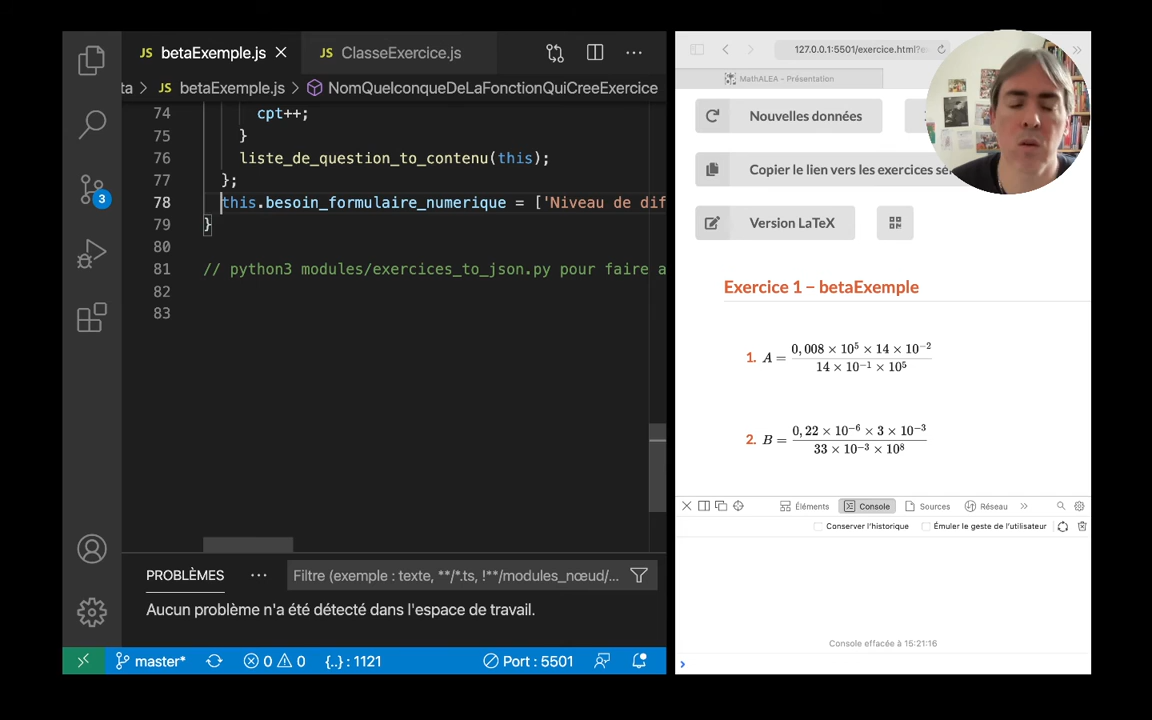 JS betaExemple.js
JS ClasseExercice.js
ta > JS betaExemple.js > NomQuelconqueDeLaFonctionQuiCreeExercice
74 cpt++;
75 }
76 liste_de_question_to_contenu(this);
77 };
78 this.besoin_formulaire_numerique = ['Niveau de dif
79 }
80
81 // python3 modules/exercices_to_json.py pour faire a
82
83
3
PROBLÈMES
Filtre (exemple : texte, **/*.ts, !**/modules_nœud/...
Aucun problème n'a été détecté dans l'espace de travail.
master*
0
0
{..} : 1121
Port : 5501
127.0.0.1:5501/exercice.html?e
MathALEA - Présentation
Nouvelles données
Copier le lien vers les exercices sé
Version LaTeX
Exercice 1 – betaExemple
1. A = 0,008 × 10⁵ × 14 × 10⁻²
14 × 10⁻¹ × 10⁵
2. B = 0,22 × 10⁻⁶ × 3 × 10⁻³
33 × 10⁻³ × 10⁸
Éléments
Console
Sources
Réseau
Conserver l'historique
Émuler le geste de l'utilisateur
Console effacée à 15:21:16